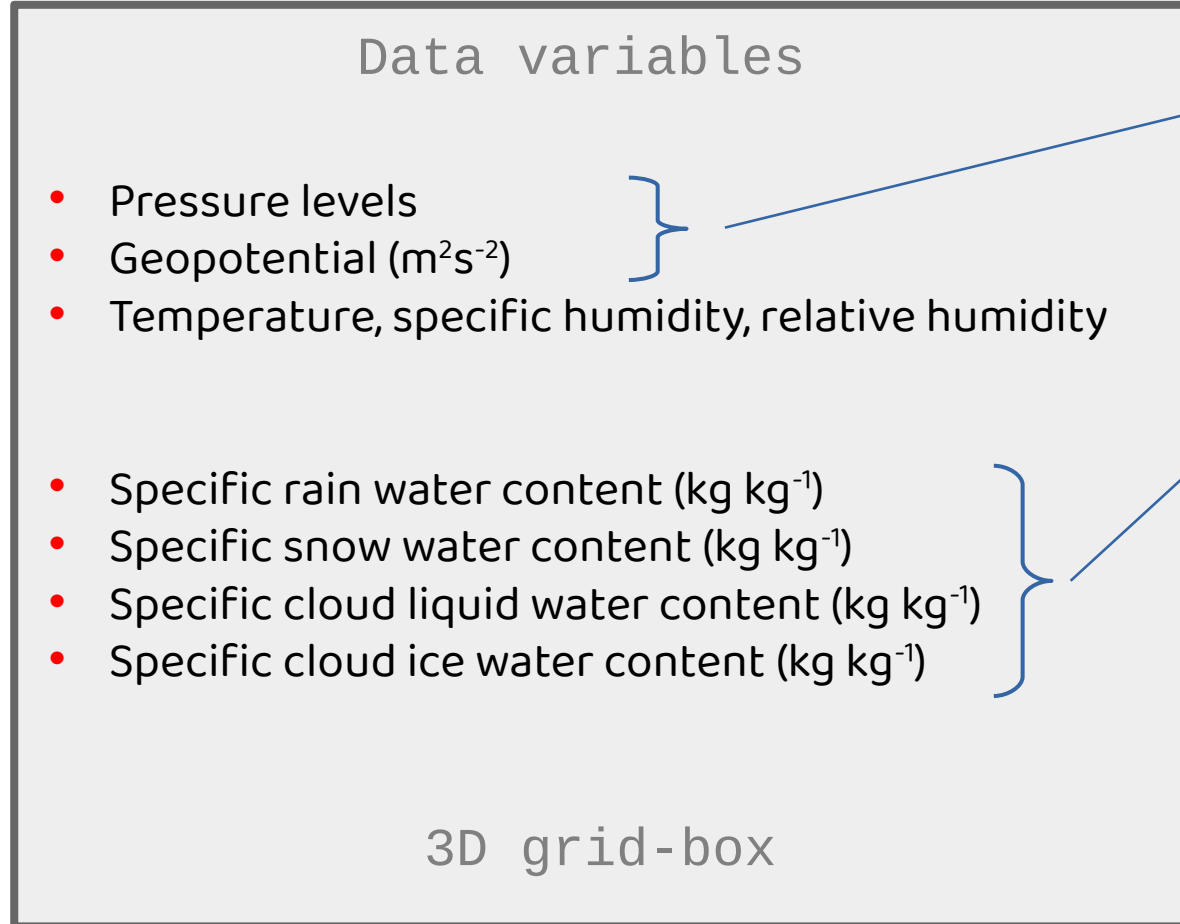 Data variables
• Pressure levels
• Geopotential (m²s⁻²)
• Temperature, specific humidity, relative humidity
• Specific rain water content (kg kg⁻¹)
• Specific snow water content (kg kg⁻¹)
• Specific cloud liquid water content (kg kg⁻¹)
• Specific cloud ice water content (kg kg⁻¹)
3D grid-box